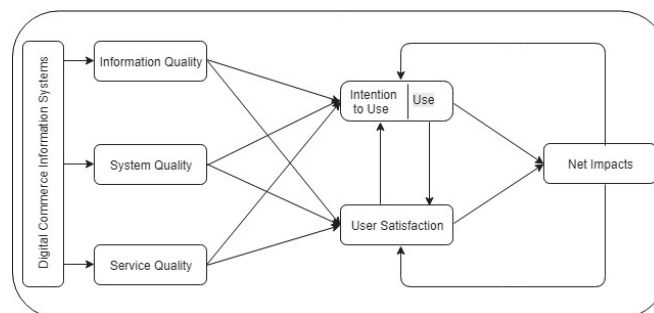 Digital Commerce Information Systems
Information Quality
System Quality
Service Quality
Intention
to Use
Use
User Satisfaction
Net Impacts